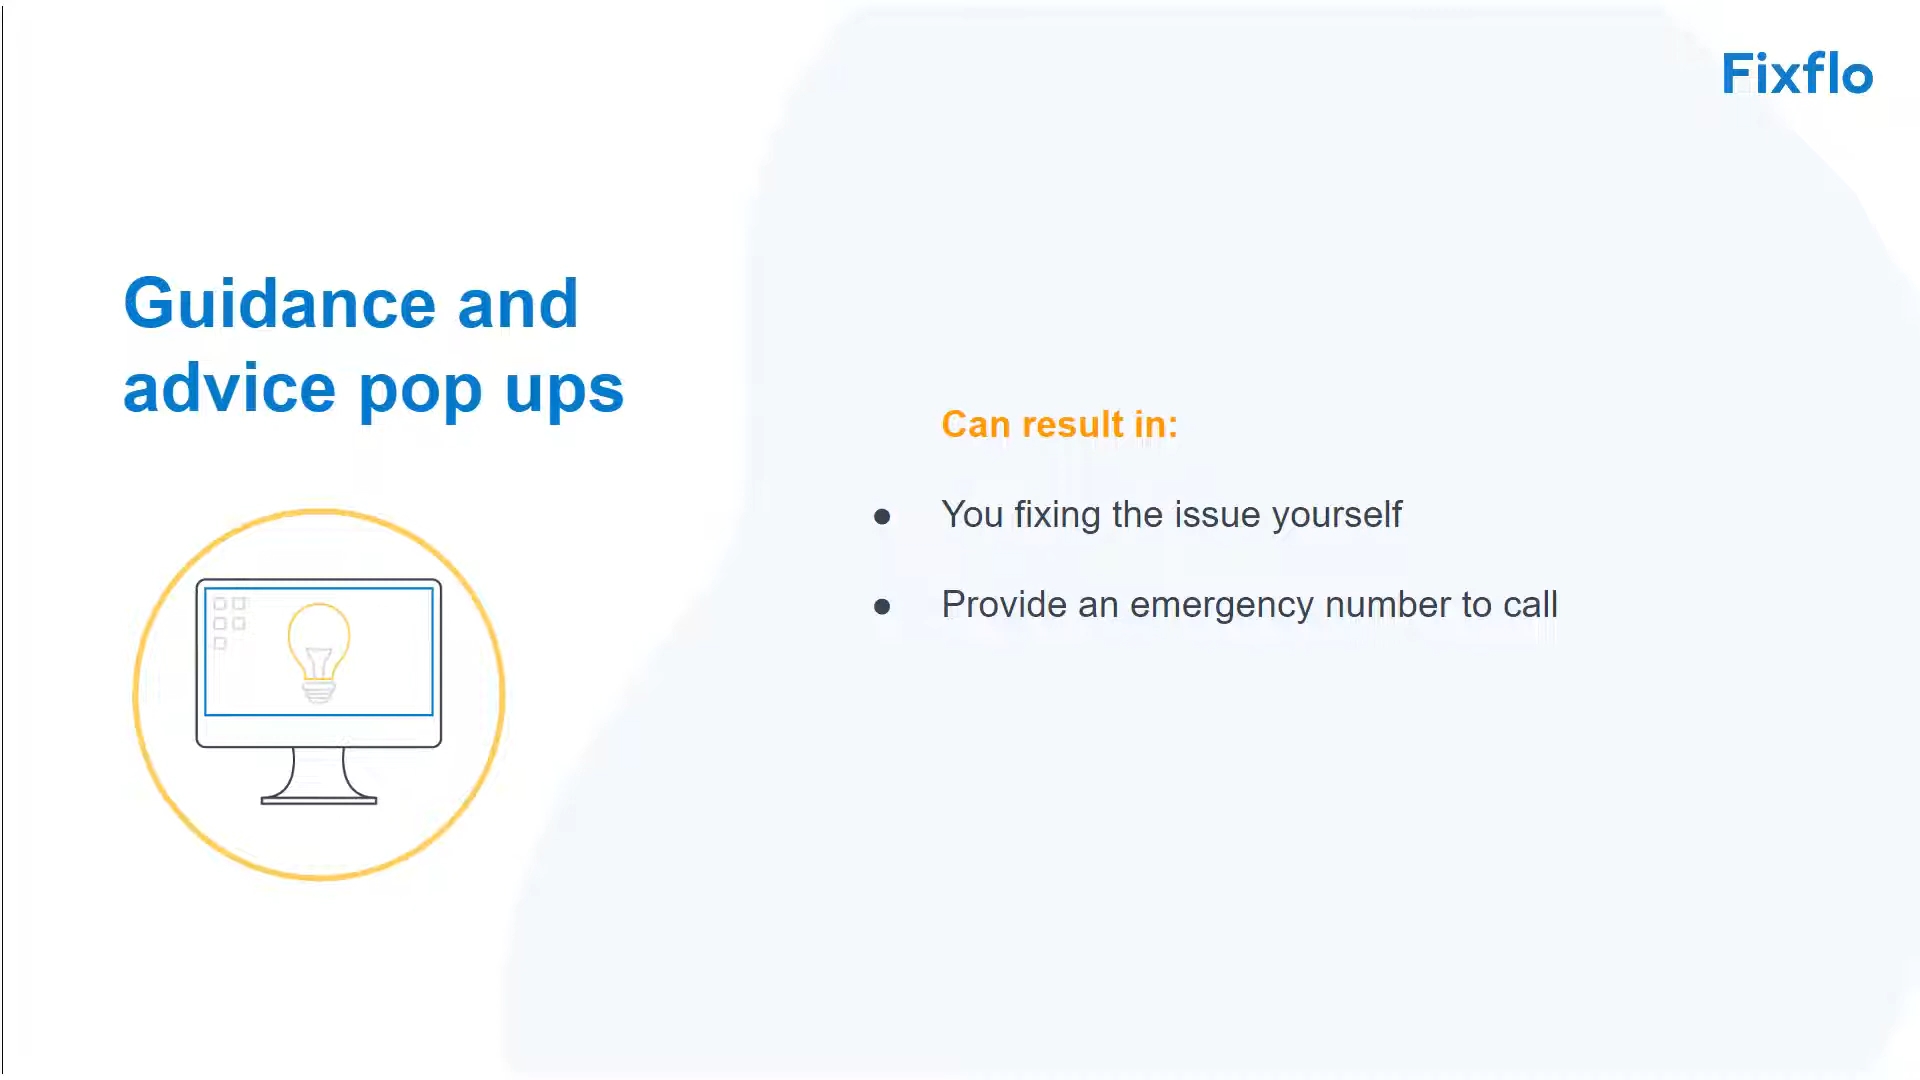 Fixflo
Guidance and
advice pop ups
Can result in:
● You fixing the issue yourself
● Provide an emergency number to call